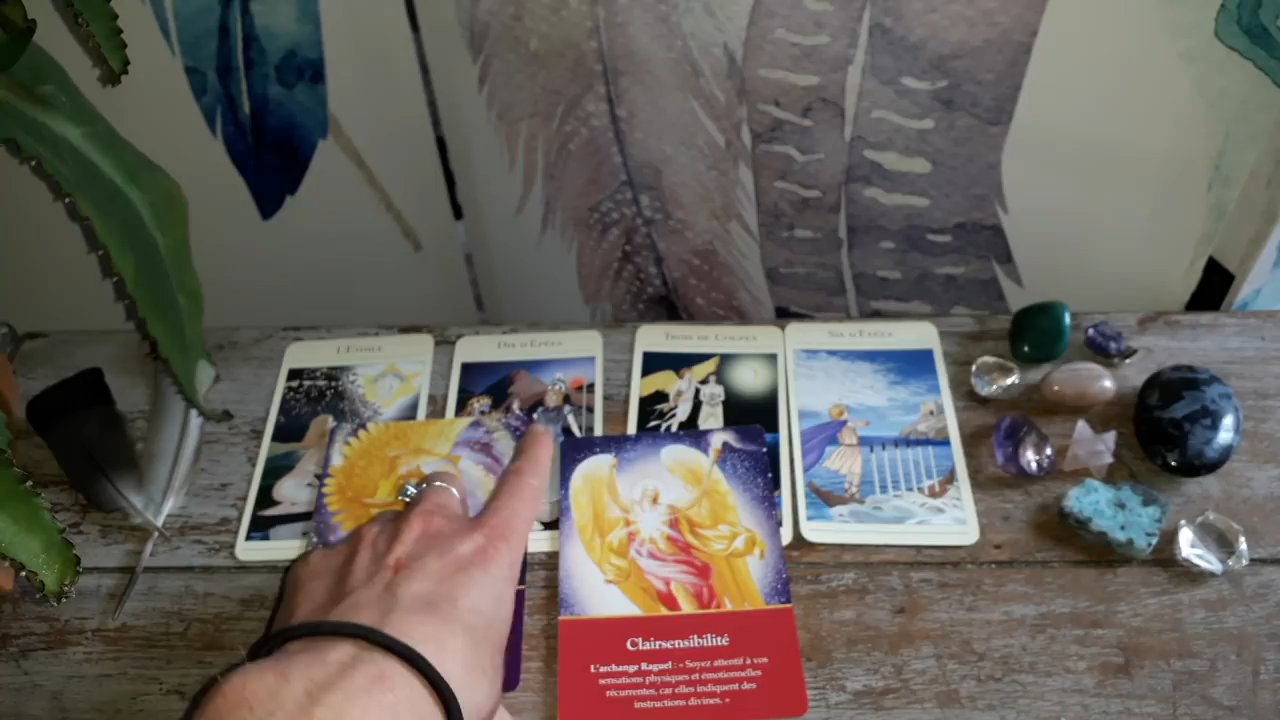 L'ÉTOILE
DIX D'ÉPÉES
TROIS DE COUPES
SIX D'ÉPÉES
Clairsensibilité
L'archange Raguel : « Soyez attentif à vos
sensations physiques et émotionnelles
récurrentes, car elles indiquent des
instructions divines. »